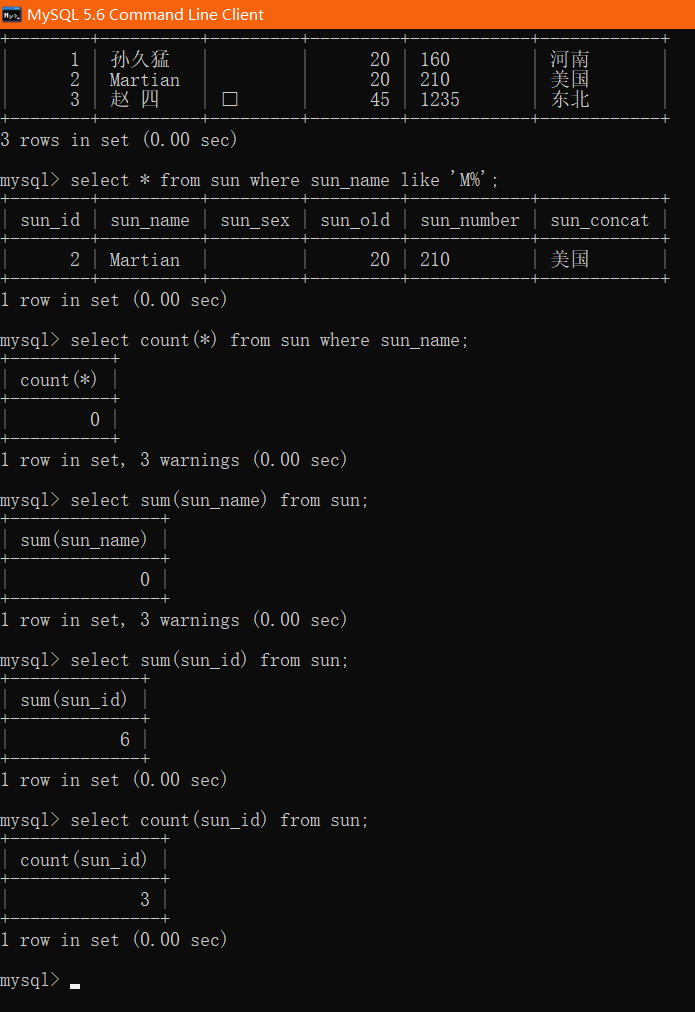 MySQL 5.6 Command Line Client
+--------+----------+---------+---------+------------+------------+
|      1 | 孙久猛   |         |      20 | 160        | 河南       |
|      2 | Martian  |         |      20 | 210        | 美国       |
|      3 | 赵 四    | □       |      45 | 1235       | 东北       |
+--------+----------+---------+---------+------------+------------+
3 rows in set (0.00 sec)
mysql> select * from sun where sun_name like 'M%';
+--------+----------+---------+---------+------------+------------+
| sun_id | sun_name | sun_sex | sun_old | sun_number | sun_concat |
+--------+----------+---------+---------+------------+------------+
|      2 | Martian  |         |      20 | 210        | 美国       |
+--------+----------+---------+---------+------------+------------+
1 row in set (0.00 sec)
mysql> select count(*) from sun where sun_name;
+----------+
| count(*) |
+----------+
|        0 |
+----------+
1 row in set, 3 warnings (0.00 sec)
mysql> select sum(sun_name) from sun;
+---------------+
| sum(sun_name) |
+---------------+
|             0 |
+---------------+
1 row in set, 3 warnings (0.00 sec)
mysql> select sum(sun_id) from sun;
+-------------+
| sum(sun_id) |
+-------------+
|           6 |
+-------------+
1 row in set (0.00 sec)
mysql> select count(sun_id) from sun;
+---------------+
| count(sun_id) |
+---------------+
|             3 |
+---------------+
1 row in set (0.00 sec)
mysql>